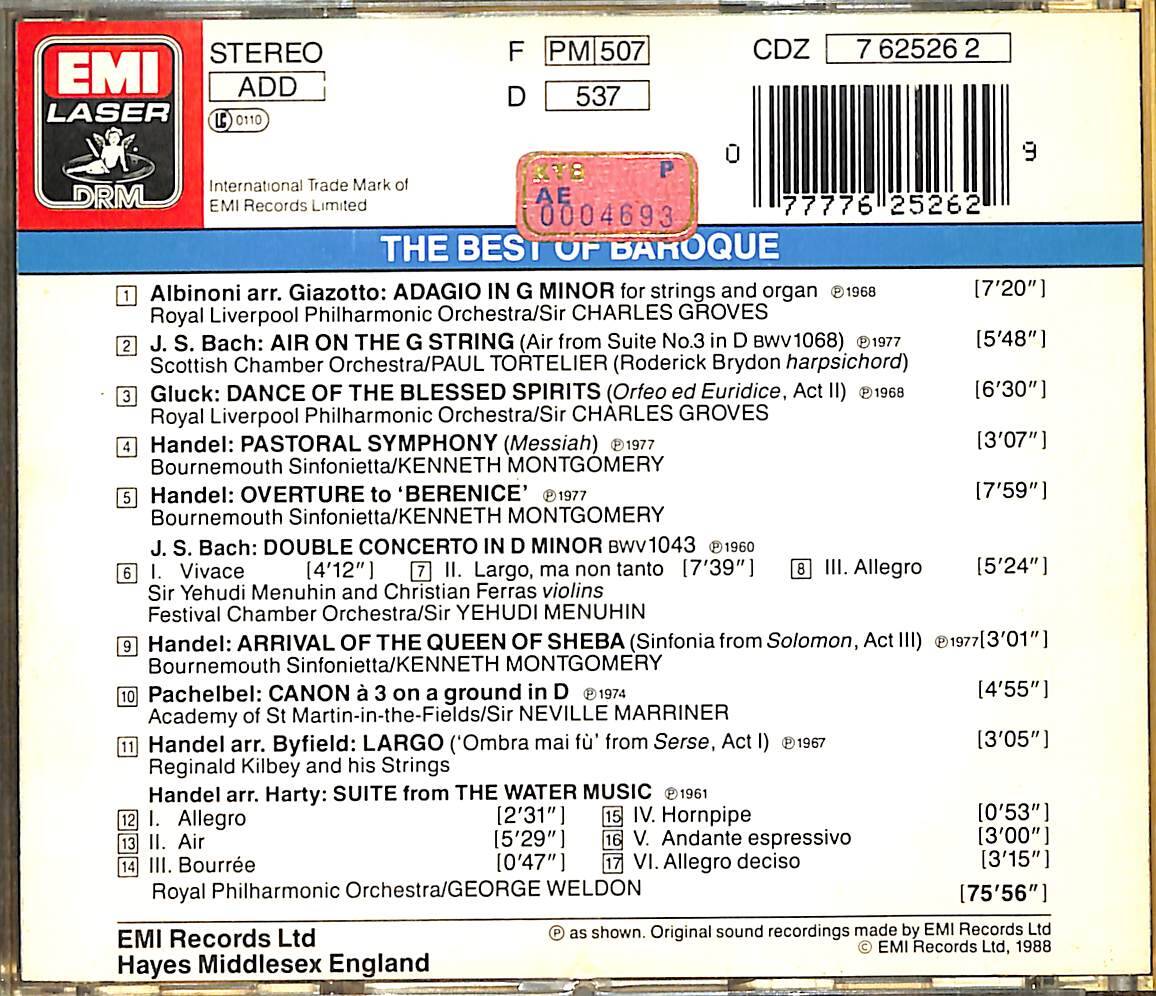 EMI
LASER
DRM
STEREO
ADD
LC 0110
International Trade Mark of
EMI Records Limited
F PM 507
D 537
CDZ 7 62526 2
0 77776 25262 9
KTB P
AE
0004693
THE BEST OF BAROQUE
1 Albinoni arr. Giazotto: ADAGIO IN G MINOR for strings and organ ℗1968 [7'20"]
Royal Liverpool Philharmonic Orchestra/Sir CHARLES GROVES
2 J. S. Bach: AIR ON THE G STRING (Air from Suite No.3 in D BWV1068) ℗1977 [5'48"]
Scottish Chamber Orchestra/PAUL TORTELIER (Roderick Brydon harpsichord)
3 Gluck: DANCE OF THE BLESSED SPIRITS (Orfeo ed Euridice, Act II) ℗1968 [6'30"]
Royal Liverpool Philharmonic Orchestra/Sir CHARLES GROVES
4 Handel: PASTORAL SYMPHONY (Messiah) ℗1977 [3'07"]
Bournemouth Sinfonietta/KENNETH MONTGOMERY
5 Handel: OVERTURE to 'BERENICE' ℗1977 [7'59"]
Bournemouth Sinfonietta/KENNETH MONTGOMERY
J. S. Bach: DOUBLE CONCERTO IN D MINOR BWV1043 ℗1960
6 I. Vivace [4'12"] 7 II. Largo, ma non tanto [7'39"] 8 III. Allegro [5'24"]
Sir Yehudi Menuhin and Christian Ferras violins
Festival Chamber Orchestra/Sir YEHUDI MENUHIN
9 Handel: ARRIVAL OF THE QUEEN OF SHEBA (Sinfonia from Solomon, Act III) ℗1977 [3'01"]
Bournemouth Sinfonietta/KENNETH MONTGOMERY
10 Pachelbel: CANON à 3 on a ground in D ℗1974 [4'55"]
Academy of St Martin-in-the-Fields/Sir NEVILLE MARRINER
11 Handel arr. Byfield: LARGO ('Ombra mai fù' from Serse, Act I) ℗1967 [3'05"]
Reginald Kilbey and his Strings
Handel arr. Harty: SUITE from THE WATER MUSIC ℗1961
12 I. Allegro [2'31"] 15 IV. Hornpipe [0'53"]
13 II. Air [5'29"] 16 V. Andante espressivo [3'00"]
14 III. Bourrée [0'47"] 17 VI. Allegro deciso [3'15"]
Royal Philharmonic Orchestra/GEORGE WELDON [75'56"]
EMI Records Ltd
Hayes Middlesex England
℗ as shown. Original sound recordings made by EMI Records Ltd
© EMI Records Ltd, 1988